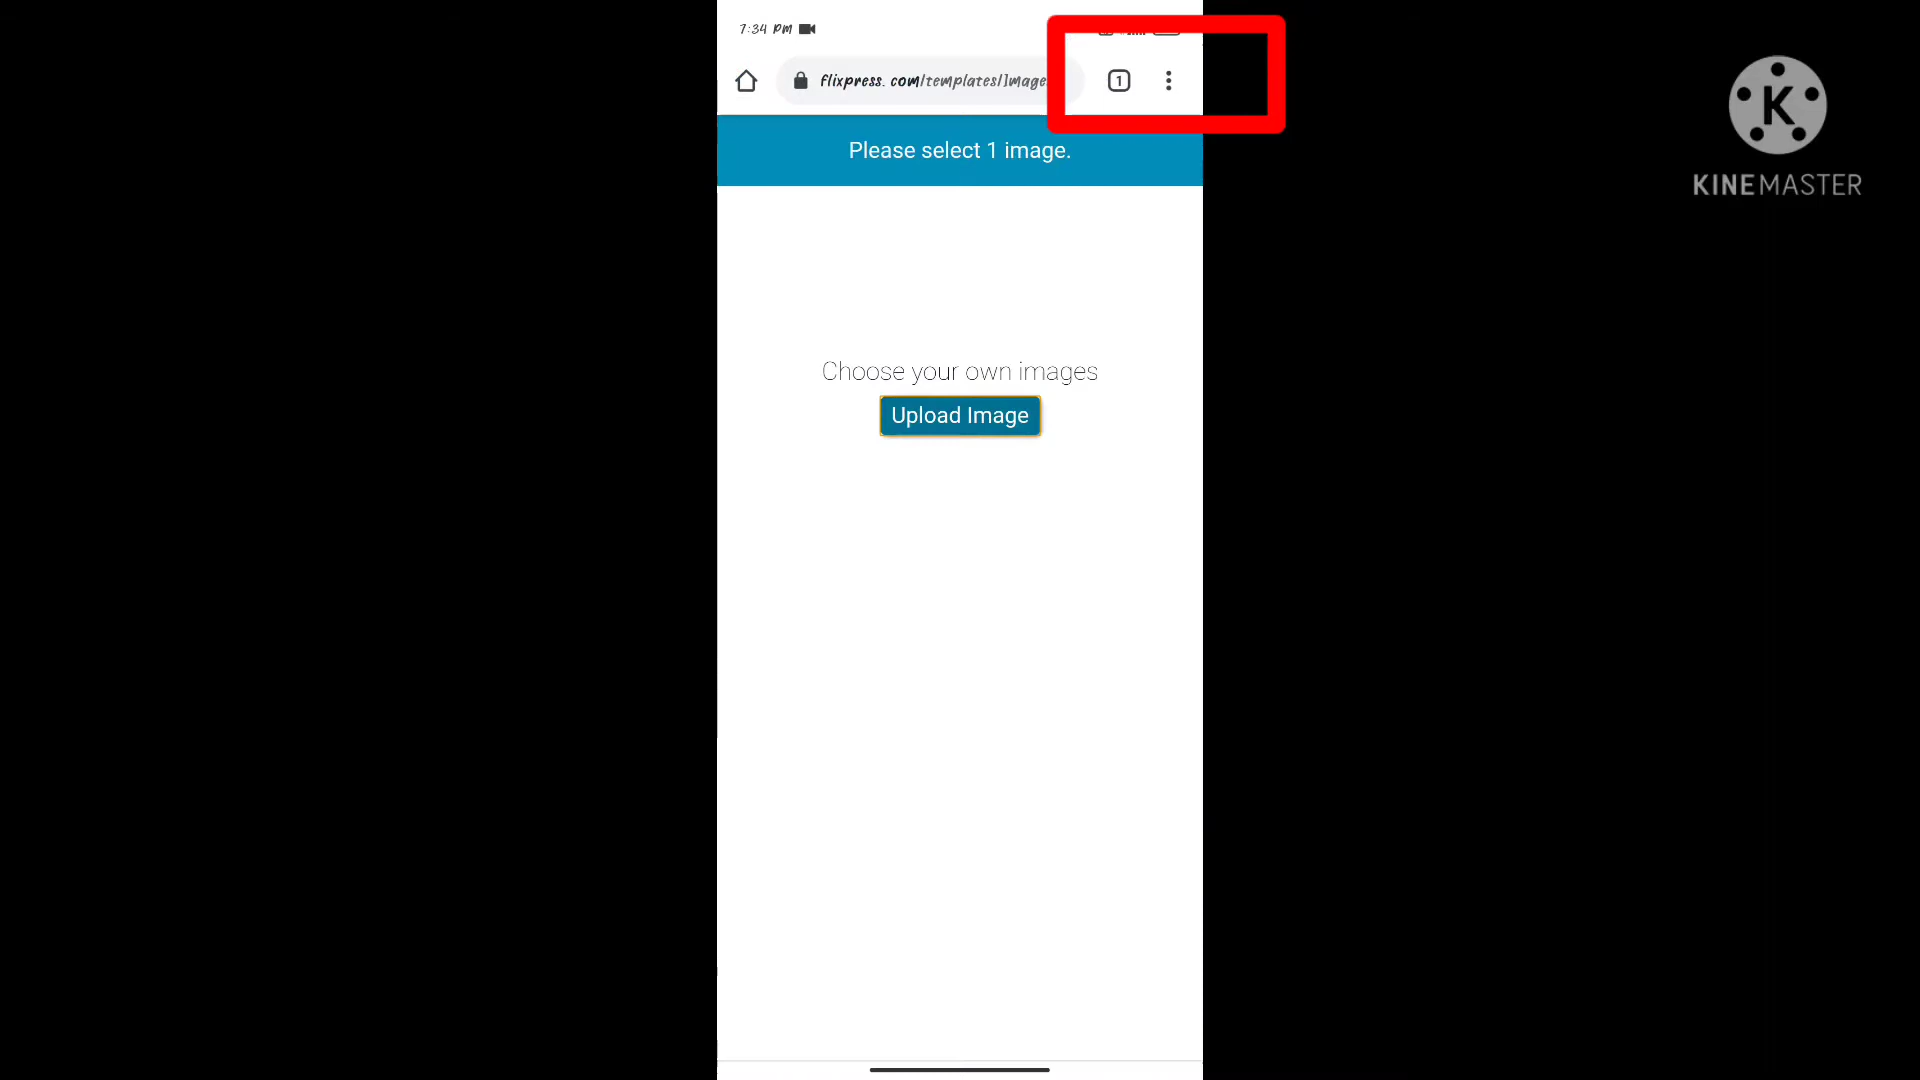 7:34 PM
flixpress. com/templates/Image
1
Please select 1 image.
Choose your own images
Upload Image
K
KINEMASTER